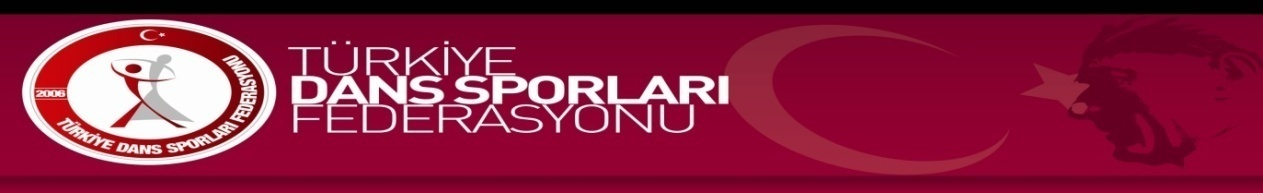 2006
TÜRKİYE DANS SPORLARI FEDERASYONU
TÜRKİYE
DANS SPORLARI
FEDERASYONU